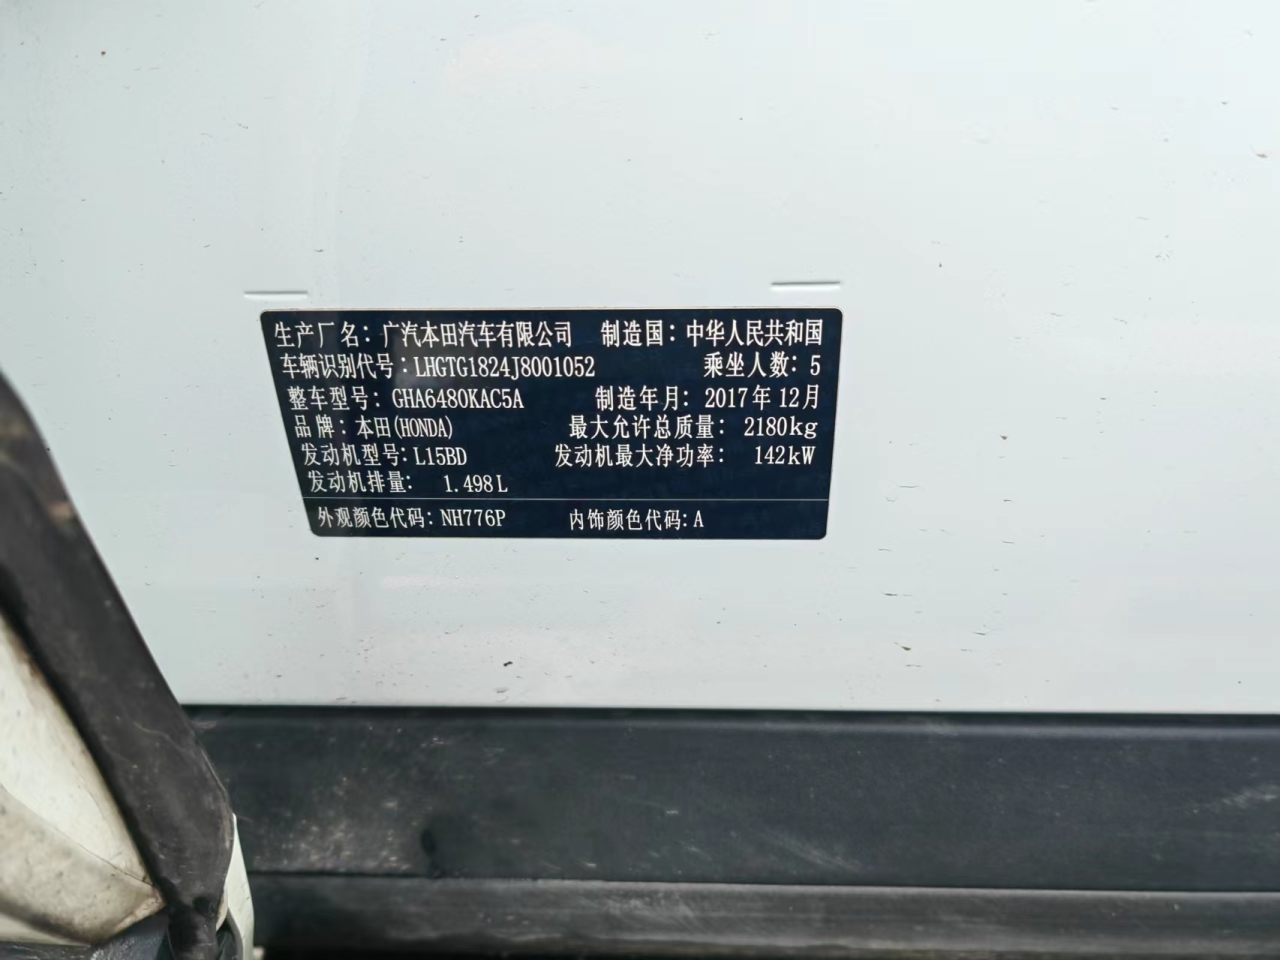 生产厂名：广汽本田汽车有限公司 制造国：中华人民共和国
车辆识别代号：LHGTG1824J8001052 乘坐人数：5
整车型号：GHA6480KAC5A 制造年月：2017年12月
品牌：本田(HONDA) 最大允许总质量：2180kg
发动机型号：L15BD 发动机最大净功率：142kW
发动机排量：1.498L
外观颜色代码：NH776P 内饰颜色代码：A